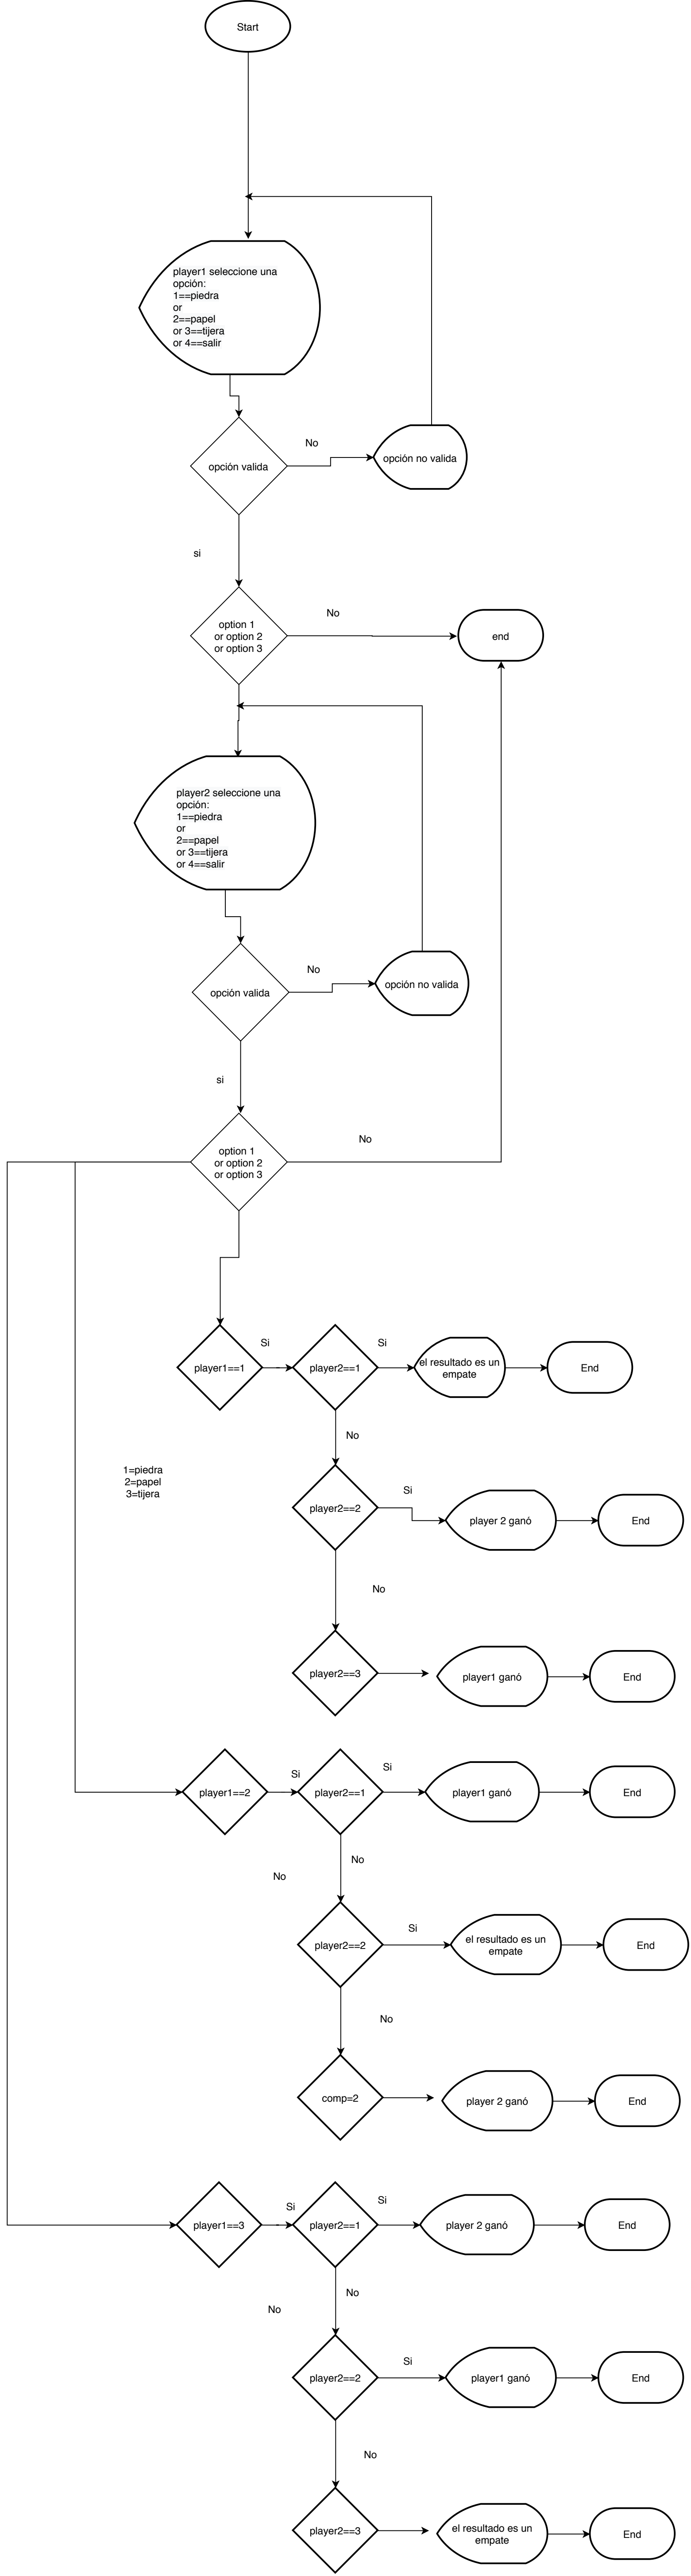 Start
player1 seleccione una
opción:
1==piedra
or
2==papel
or 3==tijera
or 4==salir
No
opción valida
opción no valida
si
No
option 1
or option 2
or option 3
end
player2 seleccione una
opción:
1==piedra
or
2==papel
or 3==tijera
or 4==salir
No
opción valida
opción no valida
si
No
option 1
or option 2
or option 3
Si
Si
player1==1
player2==1
el resultado es un
empate
End
No
1=piedra
2=papel
3=tijera
Si
player2==2
player 2 ganó
End
No
player2==3
player1 ganó
End
Si
Si
player1==2
player2==1
player1 ganó
End
No
No
Si
player2==2
el resultado es un
empate
End
No
comp=2
player 2 ganó
End
Si
Si
player1==3
player2==1
player 2 ganó
End
No
No
Si
player2==2
player1 ganó
End
No
player2==3
el resultado es un
empate
End